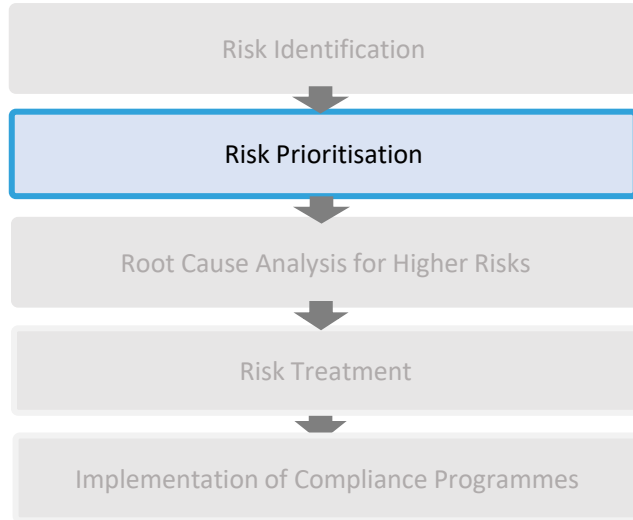 Risk Identification
Risk Prioritisation
Root Cause Analysis for Higher Risks
Risk Treatment
Implementation of Compliance Programmes